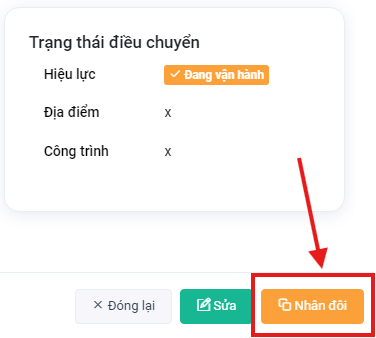 Trạng thái điều chuyển
Hiệu lực Đang vận hành
Địa điểm x
Công trình x
Đóng lại Sửa Nhân đôi